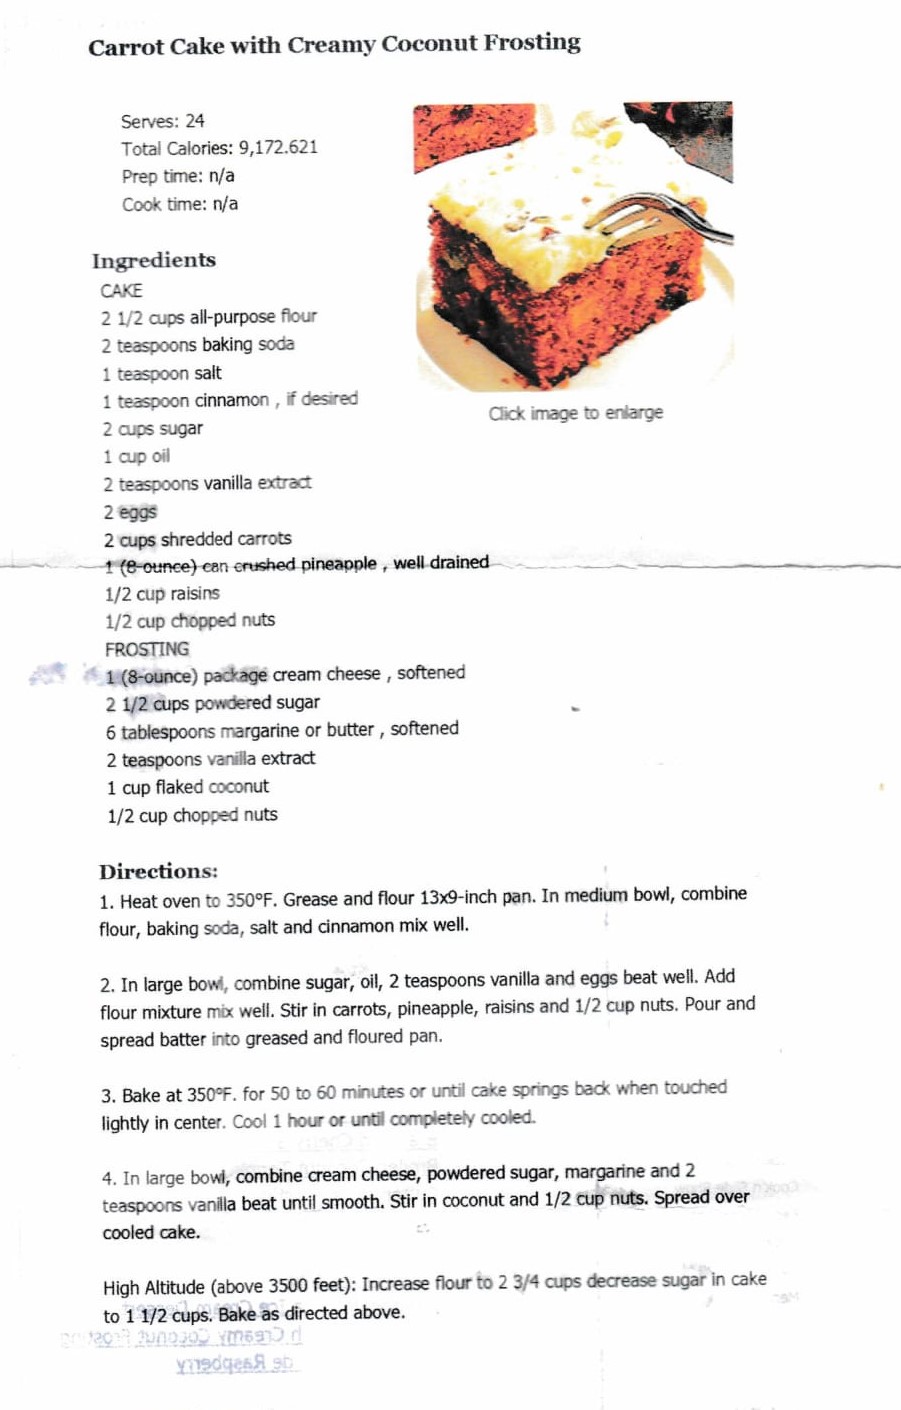 Carrot Cake with Creamy Coconut Frosting
Serves: 24
Total Calories: 9,172.621
Prep time: n/a
Cook time: n/a
Click image to enlarge
Ingredients
CAKE
2 1/2 cups all-purpose flour
2 teaspoons baking soda
1 teaspoon salt
1 teaspoon cinnamon , if desired
2 cups sugar
1 cup oil
2 teaspoons vanilla extract
2 eggs
2 cups shredded carrots
1 (8-ounce) can crushed pineapple , well drained
1/2 cup raisins
1/2 cup chopped nuts
FROSTING
1 (8-ounce) package cream cheese , softened
2 1/2 cups powdered sugar
6 tablespoons margarine or butter , softened
2 teaspoons vanilla extract
1 cup flaked coconut
1/2 cup chopped nuts
Directions:
1. Heat oven to 350ºF. Grease and flour 13x9-inch pan. In medium bowl, combine
flour, baking soda, salt and cinnamon mix well.
2. In large bowl, combine sugar, oil, 2 teaspoons vanilla and eggs beat well. Add
flour mixture mix well. Stir in carrots, pineapple, raisins and 1/2 cup nuts. Pour and
spread batter into greased and floured pan.
3. Bake at 350ºF. for 50 to 60 minutes or until cake springs back when touched
lightly in center. Cool 1 hour or until completely cooled.
4. In large bowl, combine cream cheese, powdered sugar, margarine and 2
teaspoons vanilla beat until smooth. Stir in coconut and 1/2 cup nuts. Spread over
cooled cake.
High Altitude (above 3500 feet): Increase flour to 2 3/4 cups decrease sugar in cake
to 1 1/2 cups. Bake as directed above.